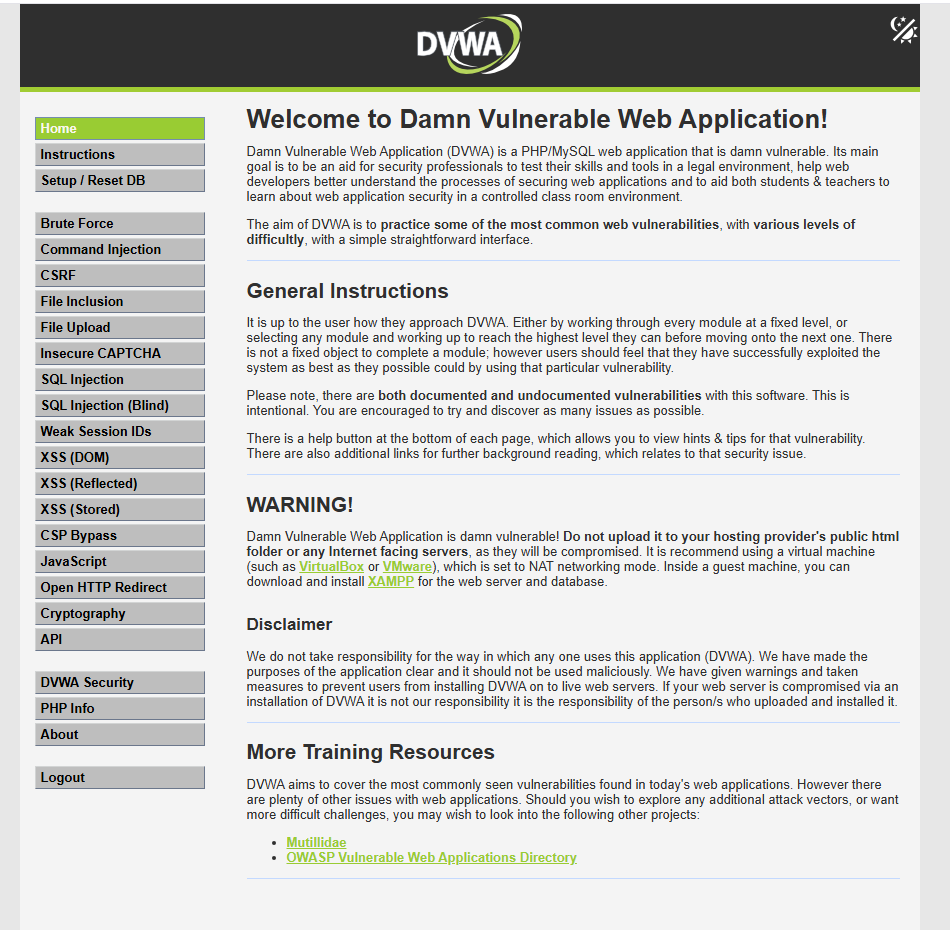 DVWA
Home
Instructions
Setup / Reset DB
Brute Force
Command Injection
CSRF
File Inclusion
File Upload
Insecure CAPTCHA
SQL Injection
SQL Injection (Blind)
Weak Session IDs
XSS (DOM)
XSS (Reflected)
XSS (Stored)
CSP Bypass
JavaScript
Open HTTP Redirect
Cryptography
API
DVWA Security
PHP Info
About
Logout
Welcome to Damn Vulnerable Web Application!
Damn Vulnerable Web Application (DVWA) is a PHP/MySQL web application that is damn vulnerable. Its main
goal is to be an aid for security professionals to test their skills and tools in a legal environment, help web
developers better understand the processes of securing web applications and to aid both students & teachers to
learn about web application security in a controlled class room environment.
The aim of DVWA is to practice some of the most common web vulnerabilities, with various levels of
difficultly, with a simple straightforward interface.
General Instructions
It is up to the user how they approach DVWA. Either by working through every module at a fixed level, or
selecting any module and working up to reach the highest level they can before moving onto the next one. There
is not a fixed object to complete a module; however users should feel that they have successfully exploited the
system as best as they possible could by using that particular vulnerability.
Please note, there are both documented and undocumented vulnerabilities with this software. This is
intentional. You are encouraged to try and discover as many issues as possible.
There is a help button at the bottom of each page, which allows you to view hints & tips for that vulnerability.
There are also additional links for further background reading, which relates to that security issue.
WARNING!
Damn Vulnerable Web Application is damn vulnerable! Do not upload it to your hosting provider's public html
folder or any Internet facing servers, as they will be compromised. It is recommend using a virtual machine
(such as VirtualBox or VMware), which is set to NAT networking mode. Inside a guest machine, you can
download and install XAMPP for the web server and database.
Disclaimer
We do not take responsibility for the way in which any one uses this application (DVWA). We have made the
purposes of the application clear and it should not be used maliciously. We have given warnings and taken
measures to prevent users from installing DVWA on to live web servers. If your web server is compromised via an
installation of DVWA it is not our responsibility it is the responsibility of the person/s who uploaded and installed it.
More Training Resources
DVWA aims to cover the most commonly seen vulnerabilities found in today's web applications. However there
are plenty of other issues with web applications. Should you wish to explore any additional attack vectors, or want
more difficult challenges, you may wish to look into the following other projects:
• Mutillidae
• OWASP Vulnerable Web Applications Directory